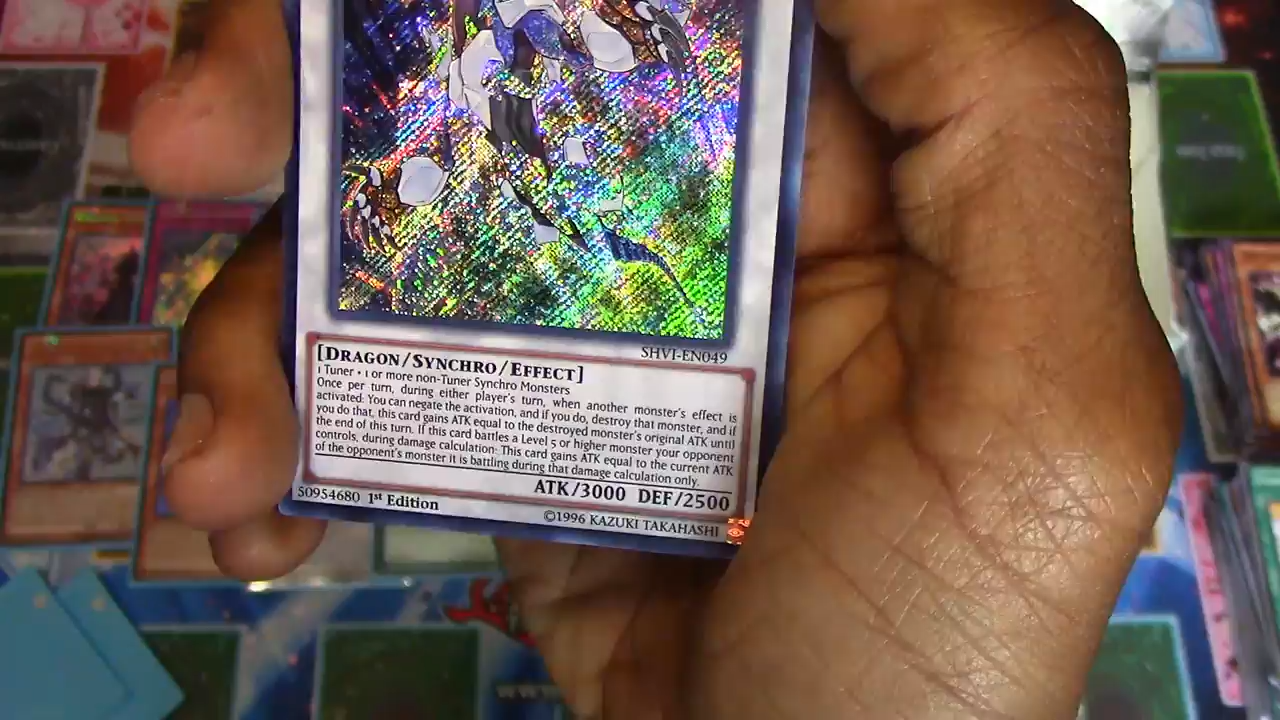 SHVI-EN049
[DRAGON/SYNCHRO/EFFECT]
1 Tuner + 1 or more non-Tuner Synchro Monsters
Once per turn, during either player's turn, when another monster's effect is
activated: You can negate the activation, and if you do, destroy that monster, and if
you do that, this card gains ATK equal to the destroyed monster's original ATK until
the end of this turn. If this card battles a Level 5 or higher monster your opponent
controls, during damage calculation: This card gains ATK equal to the current ATK
of the opponent's monster it is battling during that damage calculation only.
ATK/3000 DEF/2500
50954680 1st Edition
©1996 KAZUKI TAKAHASHI